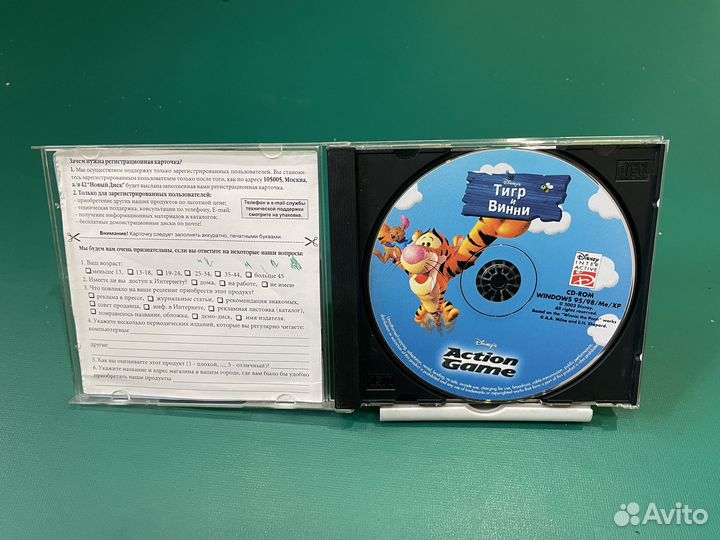 Зачем нужна регистрационная карточка?
1. Мы осуществляем поддержку только зарегистрированных пользователей. Вы становитесь
тесь зарегистрированным пользователем только после того, как по адресу 105005, Москва,
а/я 42 "Новый Диск" будет выслана заполненная вами регистрационная карточка.
2. Только для зарегистрированных пользователей:
- приобретение других наших продуктов по льготной цене;
- техническая поддержка, консультации по телефону, E-mail;
- получение информационных материалов и каталогов;
- бесплатные демонстрационные диски по почте!
Телефон и e-mail службы
технической поддержки
смотрите на упаковке.
Внимание! Карточку следует заполнять аккуратно, печатными буквами.
Мы будем вам очень признательны, если вы ответите на некоторые наши вопросы:
1. Ваш возраст:
меньше 13, 13-18, 19-24, 25-34, 35-44, больше 45
2. Имеете ли вы доступ к Интернету? дома, на работе, не имею
3. Что повлияло на ваше решение приобрести этот продукт?
реклама в прессе, журнальные статьи, рекомендация знакомых,
совет продавца, инф. в Интернете, рекламная листовка (каталог),
понравилось название, обложка, демо-диск, имя издателя.
4. Укажите несколько периодических изданий, которые вы регулярно читаете:
компьютерные
другие
5. Как вы оцениваете этот продукт (1 - плохой, ..., 5 - отличный)?
6. Укажите название и адрес магазина в вашем городе, где вам было бы удобно
приобретать наши продукты
Disney's
Тигр
и
Винни
Disney
INTER
ACTIVE
CD-ROM
WINDOWS 95/98/Me/XP
© 2002 Disney.
All rights reserved.
Based on the "Winnie the Pooh" works
© A.A. Milne and E.H. Shepard.
Disney's
Action
Game
Avito